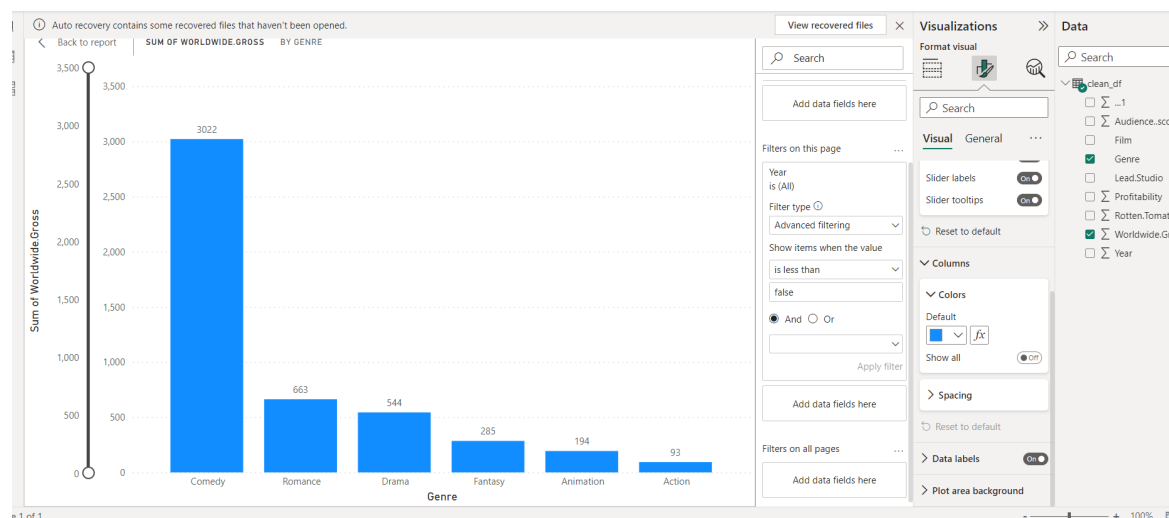 Auto recovery contains some recovered files that haven't been opened.
View recovered files
Back to report
SUM OF WORLDWIDE.GROSS BY GENRE
3,500
3,000
2,500
2,000
1,500
1,000
500
0
Sum of Worldwide.Gross
3,500
3,000
2,500
2,000
1,500
1,000
500
0
3022
663
544
285
194
93
Comedy Romance Drama Fantasy Animation Action
Genre
Search
Add data fields here
Filters on this page ...
Year
is (All)
Filter type
Advanced filtering
Show items when the value
is less than
false
And Or
Apply filter
Add data fields here
Filters on all pages ...
Add data fields here
Visualizations
Format visual
Search
Visual General ...
Slider labels On
Slider tooltips On
Reset to default
Columns
Colors
Default
fx
Show all Off
Spacing
Reset to default
Data labels On
Plot area background
Data
Search
clean_df
∑ ...1
∑ Audience..sco
Film
Genre
Lead.Studio
∑ Profitability
∑ Rotten.Tomat
∑ Worldwide.G
∑ Year
1 of 1
- + 100%